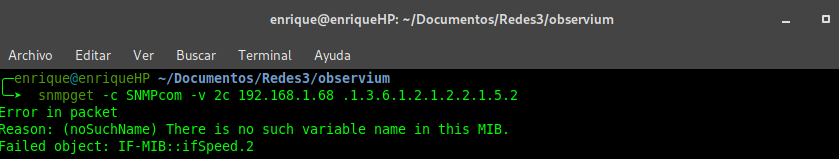 enrique@enriqueHP: ~/Documentos/Redes3/observium
Archivo Editar Ver Buscar Terminal Ayuda
enrique@enriqueHP ~/Documentos/Redes3/observium
snmpget -c SNMPcom -v 2c 192.168.1.68 .1.3.6.1.2.1.2.2.1.5.2
Error in packet
Reason: (noSuchName) There is no such variable name in this MIB.
Failed object: IF-MIB::ifSpeed.2